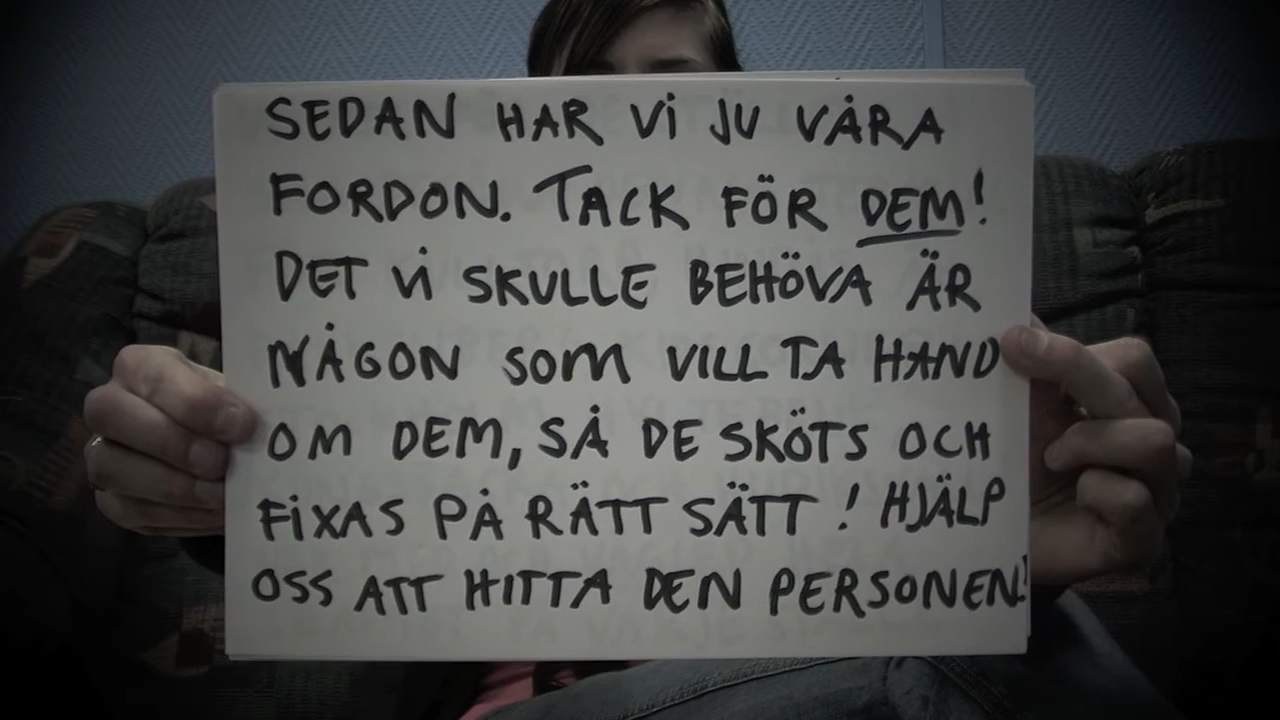 SEDAN HAR Vi JU VÅRA
FORDON. TACK FÖR DEM!
DET Vi SKULLE BEHÖVA ÄR
NÅGON SOM VILL TA HAND
OM DEM, SÅ DE SKÖTS OCH
FiXAS PÅ RÄTT SÄTT! HJÄLP
OSS ATT HITTA DEN PERSONEN!